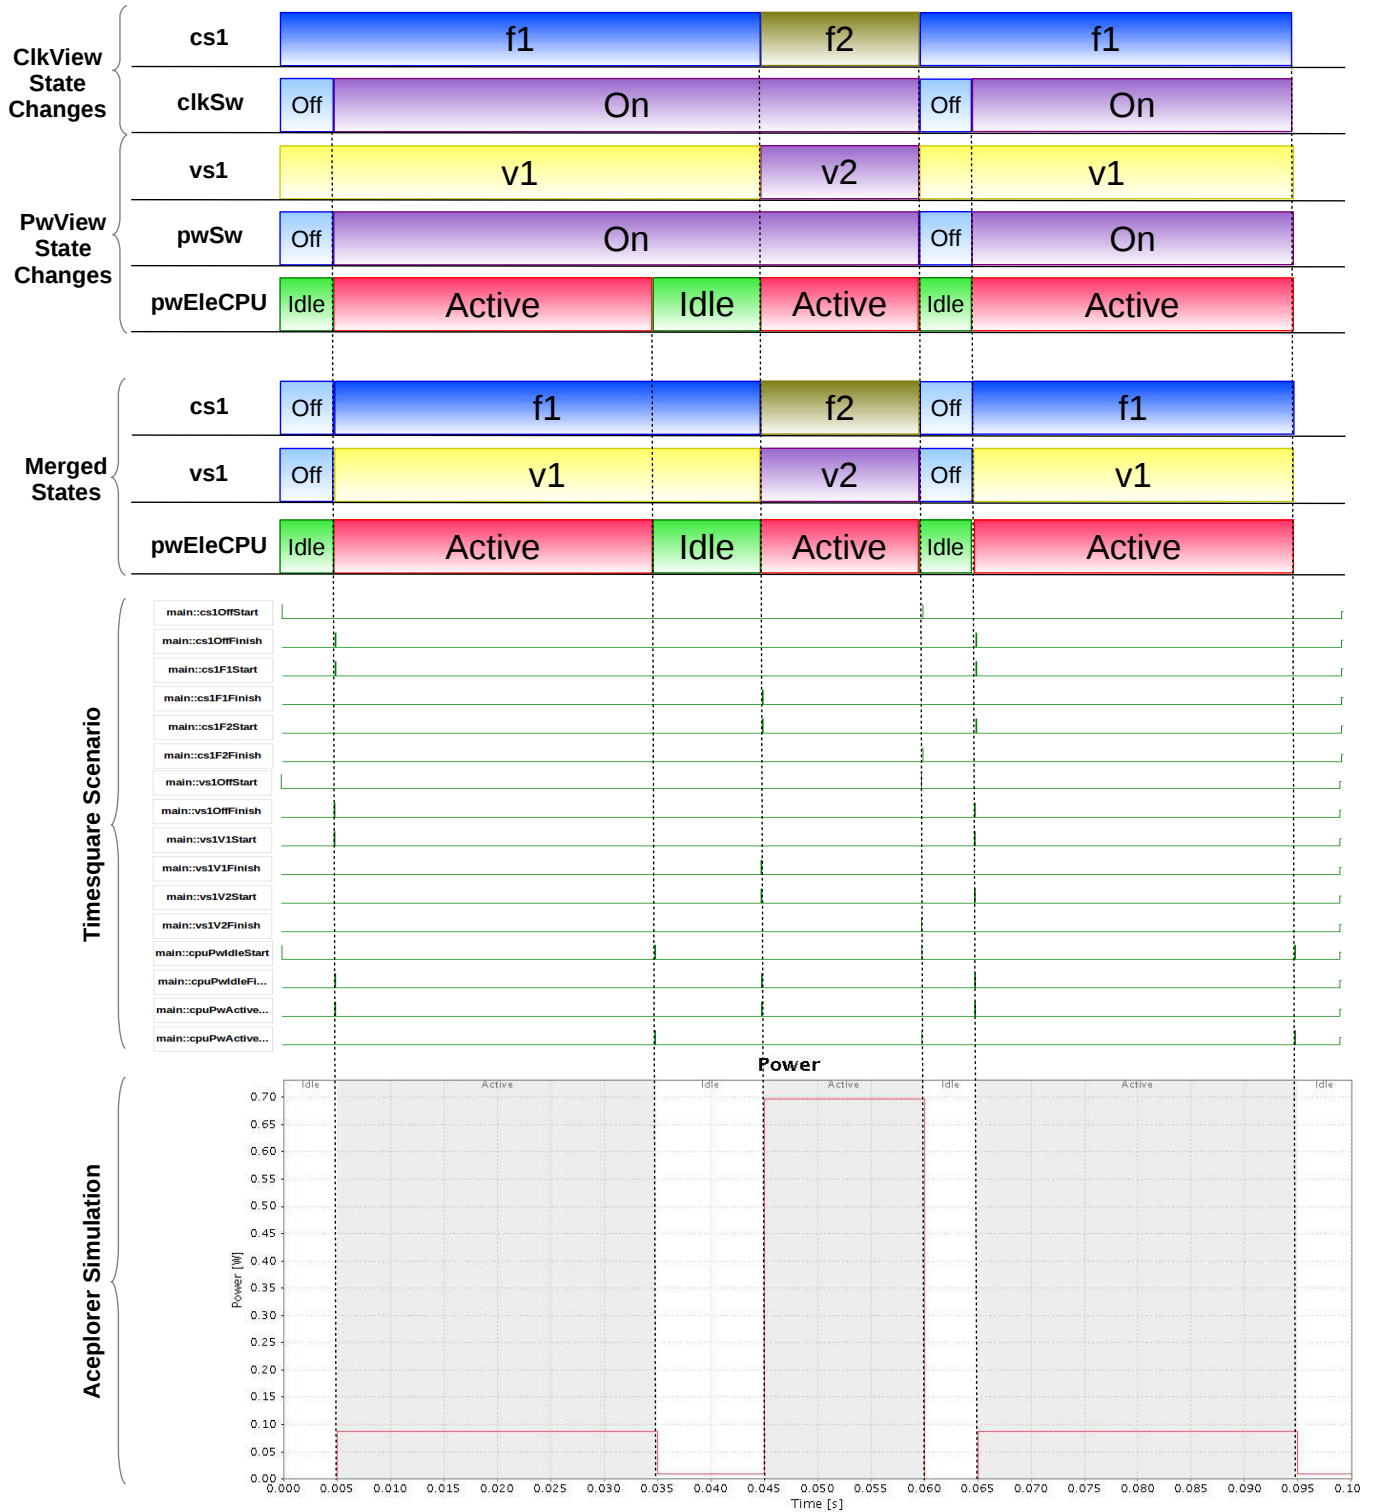 ClkView
State
Changes
cs1
f1
f2
f1
clkSw
Off
On
Off
On
PwView
State
Changes
vs1
v1
v2
v1
pwSw
Off
On
Off
On
pwEleCPU
Idle
Active
Idle
Active
Idle
Active
Merged
States
cs1
Off
f1
f2
Off
f1
vs1
Off
v1
v2
Off
v1
pwEleCPU
Idle
Active
Idle
Active
Idle
Active
Timesquare Scenario
main::cs1OffStart
main::cs1OffFinish
main::cs1F1Start
main::cs1F1Finish
main::cs1F2Start
main::cs1F2Finish
main::vs1OffStart
main::vs1OffFinish
main::vs1V1Start
main::vs1V1Finish
main::vs1V2Start
main::vs1V2Finish
main::cpuPwIdleStart
main::cpuPwIdleFi...
main::cpuPwActive...
main::cpuPwActive...
Aceplorer Simulation
Power
Idle
Active
Idle
Active
Idle
Active
Idle
Power [W]
0.70
0.65
0.60
0.55
0.50
0.45
0.40
0.35
0.30
0.25
0.20
0.15
0.10
0.05
0.00
0.000 0.005 0.010 0.015 0.020 0.025 0.030 0.035 0.040 0.045 0.050 0.055 0.060 0.065 0.070 0.075 0.080 0.085 0.090 0.095 0.10
Time [s]